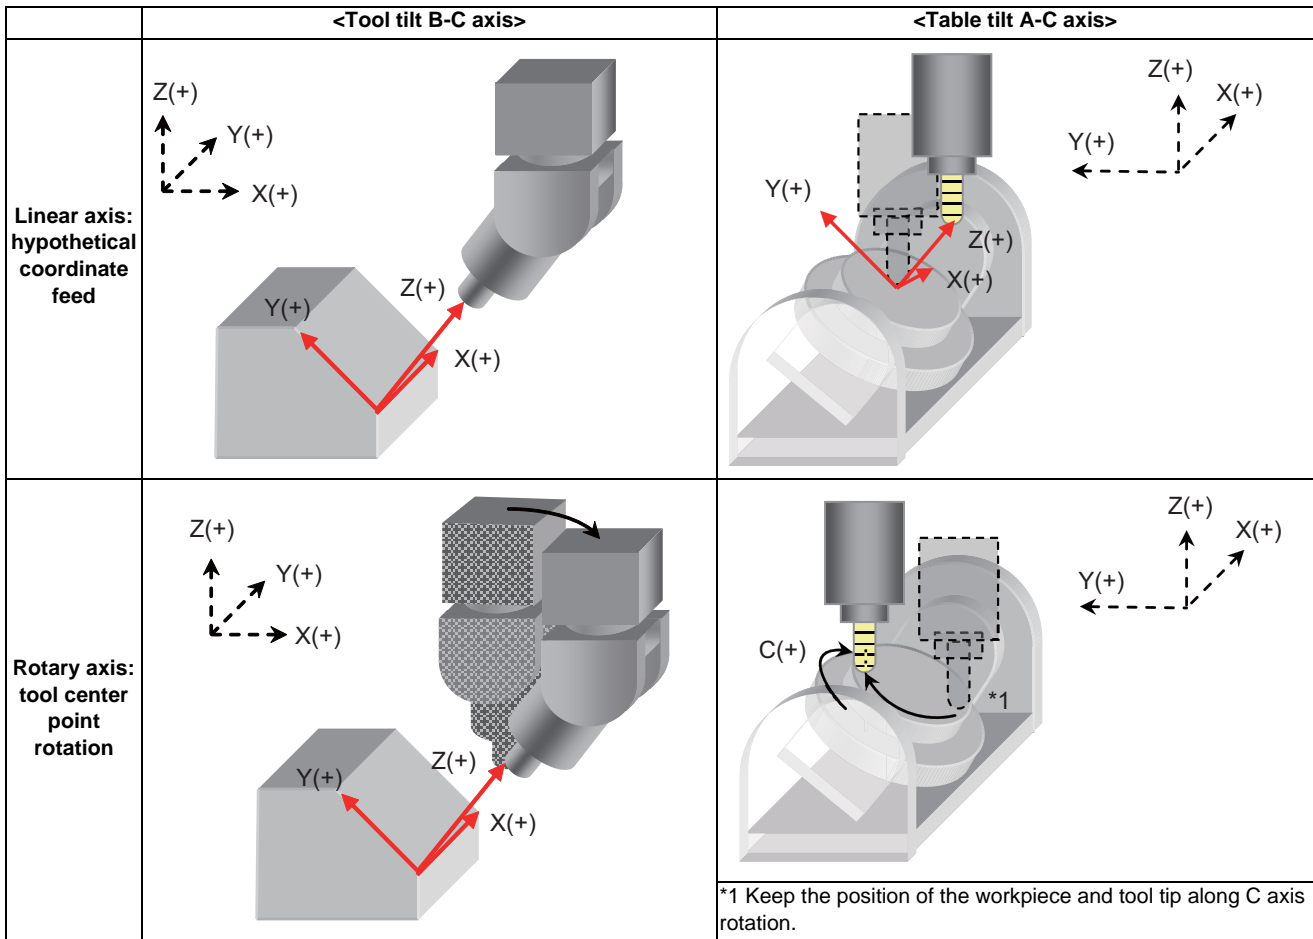 <Tool tilt B-C axis>
<Table tilt A-C axis>
Linear axis:
hypothetical
coordinate
feed
Z(+)
Y(+)
X(+)
Z(+)
Y(+)
X(+)
Z(+)
X(+)
Y(+)
Y(+)
Z(+)
X(+)
Rotary axis:
tool center
point
rotation
Z(+)
Y(+)
X(+)
Z(+)
Y(+)
X(+)
Z(+)
X(+)
Y(+)
C(+)
*1
*1 Keep the position of the workpiece and tool tip along C axis
rotation.